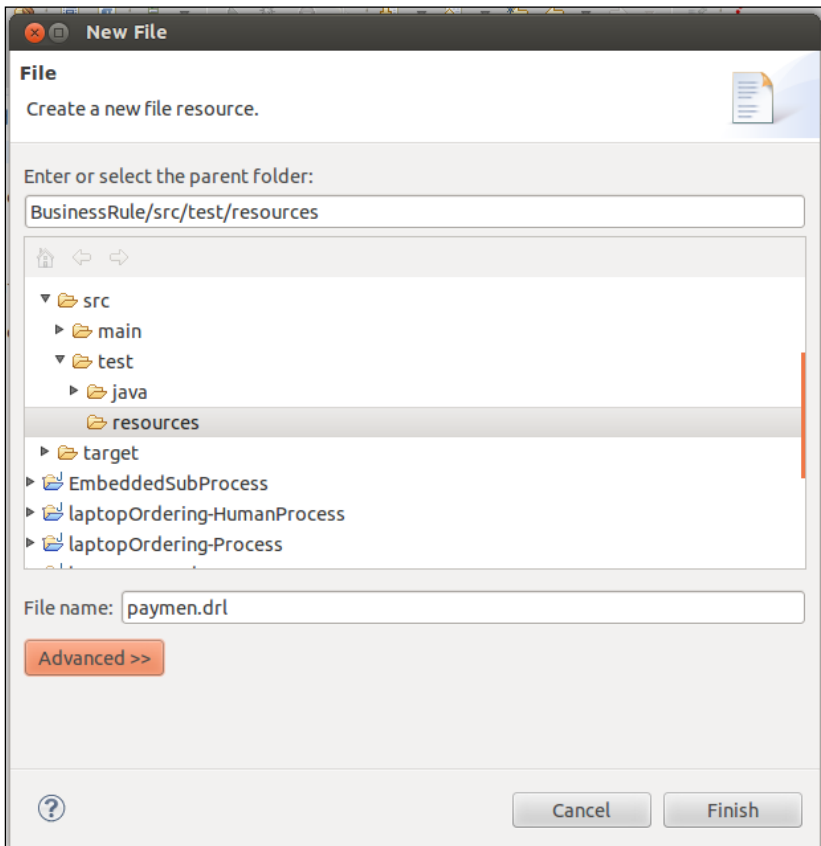 New File
File
Create a new file resource.
Enter or select the parent folder:
BusinessRule/src/test/resources
src
main
test
java
resources
target
EmbeddedSubProcess
laptopOrdering-HumanProcess
laptopOrdering-Process
File name: paymen.drl
Advanced >>
Cancel Finish